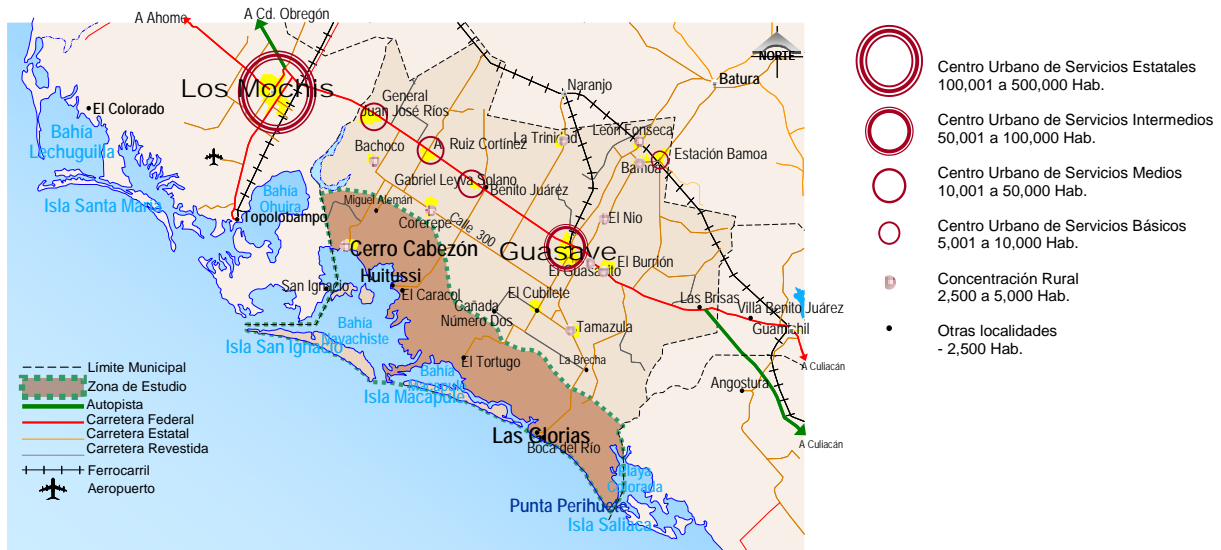 A Ahome
A Cd. Obregón
NORTE
Los Mochis
El Colorado
General
Juan José Ríos
Naranjo
Batura
Bahía
Lechuguilla
Bachoco
A. Ruiz Cortínez
La Trinidad
León Fonseca
Estación Bamoa
Bamoa
Isla Santa María
Bahía
Ohuira
Gabriel Leyva Solano
Benito Juárez
Miguel Alemán
Topolobampo
Corerepe
Calle 300
El Nio
Cerro Cabezón
Guasave
Huitussi
El Guasavito
El Burrión
San Ignacio
El Caracol
El Cubilete
Las Brisas
Cañada
Número Dos
Villa Benito Juárez
Guamúchil
Bahía
Navachiste
Tamazula
Isla San Ignacio
El Tortugo
La Brecha
A Culiacán
Bahía
Macapule
Isla Macapule
Angostura
Las Glorias
Boca del Río
A Culiacán
Playa
Colorada
Punta Perihuete
Isla Saliaca
Límite Municipal
Zona de Estudio
Autopista
Carretera Federal
Carretera Estatal
Carretera Revestida
Ferrocarril
Aeropuerto
Centro Urbano de Servicios Estatales
100,001 a 500,000 Hab.
Centro Urbano de Servicios Intermedios
50,001 a 100,000 Hab.
Centro Urbano de Servicios Medios
10,001 a 50,000 Hab.
Centro Urbano de Servicios Básicos
5,001 a 10,000 Hab.
Concentración Rural
2,500 a 5,000 Hab.
Otras localidades
- 2,500 Hab.